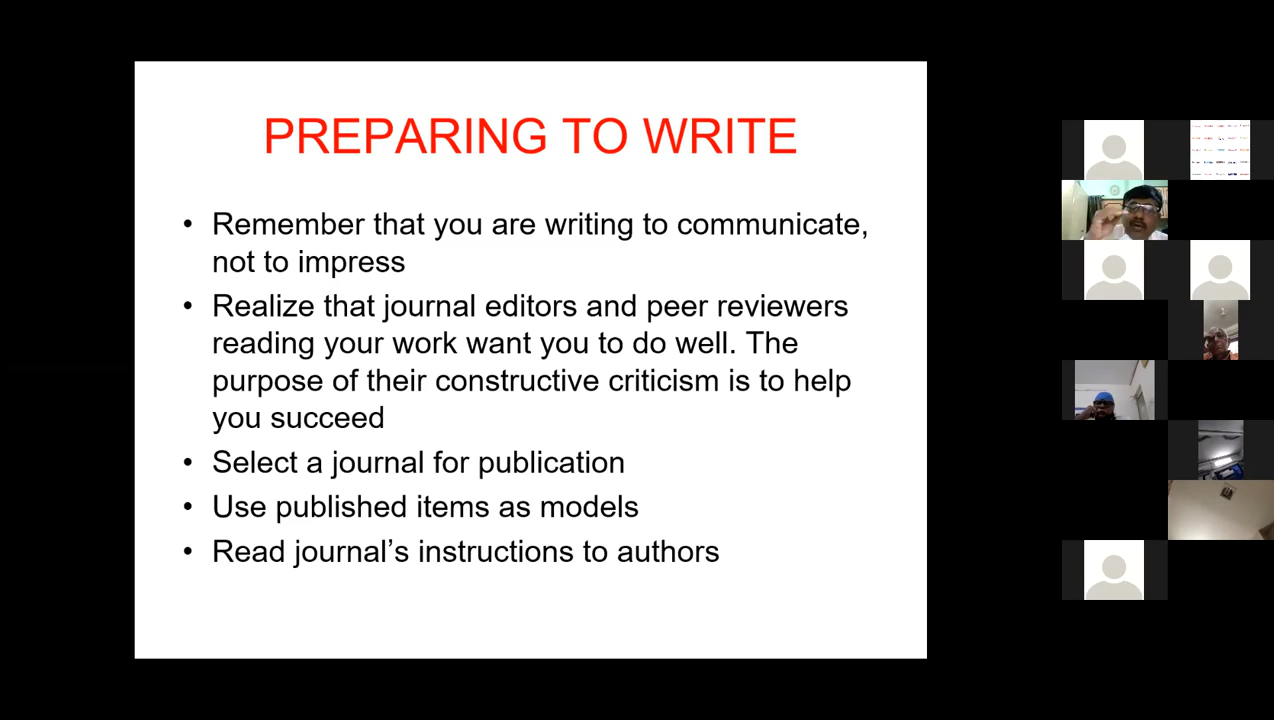 PREPARING TO WRITE
• Remember that you are writing to communicate,
not to impress
• Realize that journal editors and peer reviewers
reading your work want you to do well. The
purpose of their constructive criticism is to help
you succeed
• Select a journal for publication
• Use published items as models
• Read journal’s instructions to authors